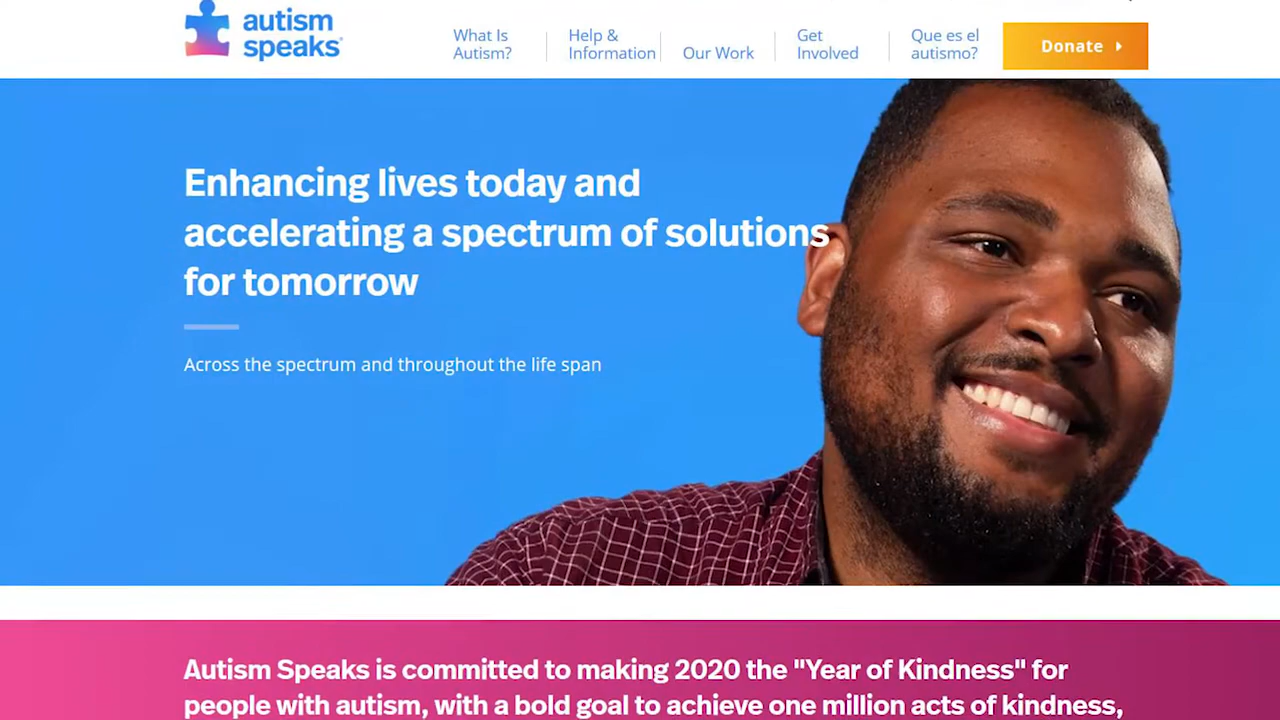 autism
speaks
What Is
Autism?
Help &
Information
Our Work
Get
Involved
Que es el
autismo?
Donate
Enhancing lives today and
accelerating a spectrum of solutions
for tomorrow
Across the spectrum and throughout the life span
Autism Speaks is committed to making 2020 the "Year of Kindness" for
people with autism, with a bold goal to achieve one million acts of kindness,